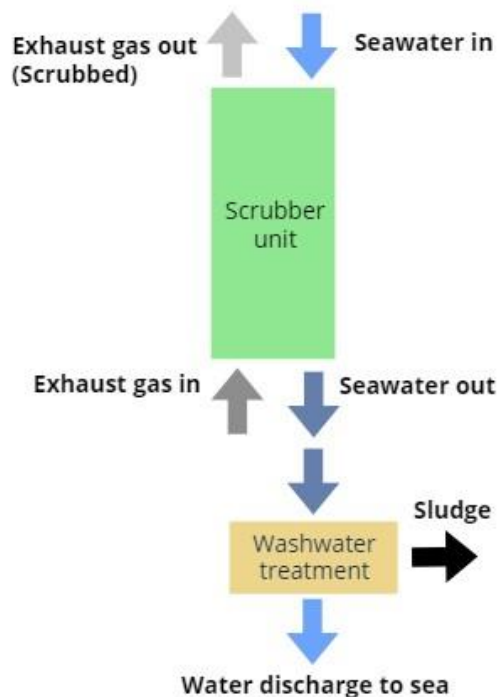 Exhaust gas out
(Scrubbed)
Seawater in
Scrubber
unit
Exhaust gas in
Seawater out
Sludge
Washwater
treatment
Water discharge to sea